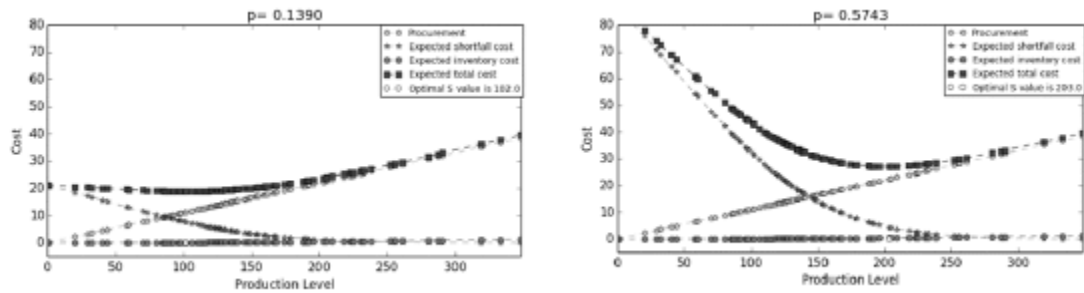 p= 0.1390
80
70
60
50
40
30
20
10
0
Cost
Procurement
Expected shortfall cost
Expected inventory cost
Expected total cost
Optimal S value is 102.0
0 50 100 150 200 250 300
Production Level
p= 0.5743
80
70
60
50
40
30
20
10
0
Cost
Procurement
Expected shortfall cost
Expected inventory cost
Expected total cost
Optimal S value is 203.0
0 50 100 150 200 250 300
Production Level